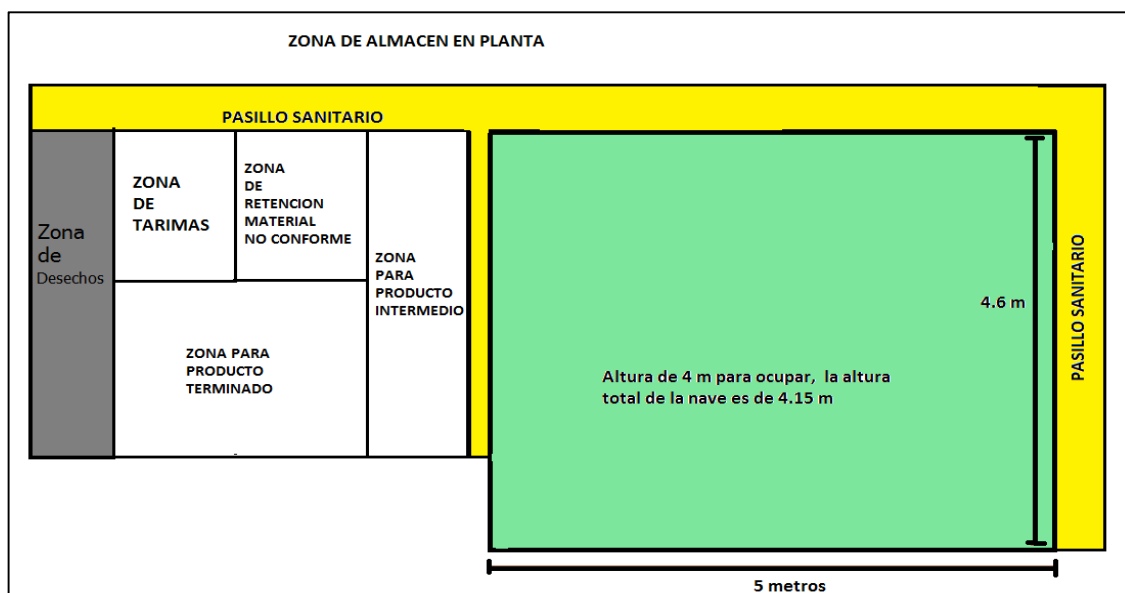 ZONA DE ALMACEN EN PLANTA
PASILLO SANITARIO
Zona
de
Desechos
ZONA
DE
TARIMAS
ZONA
DE
RETENCION
MATERIAL
NO CONFORME
ZONA
PARA
PRODUCTO
INTERMEDIO
ZONA PARA
PRODUCTO
TERMINADO
Altura de 4 m para ocupar, la altura
total de la nave es de 4.15 m
4.6 m
PASILLO SANITARIO
5 metros